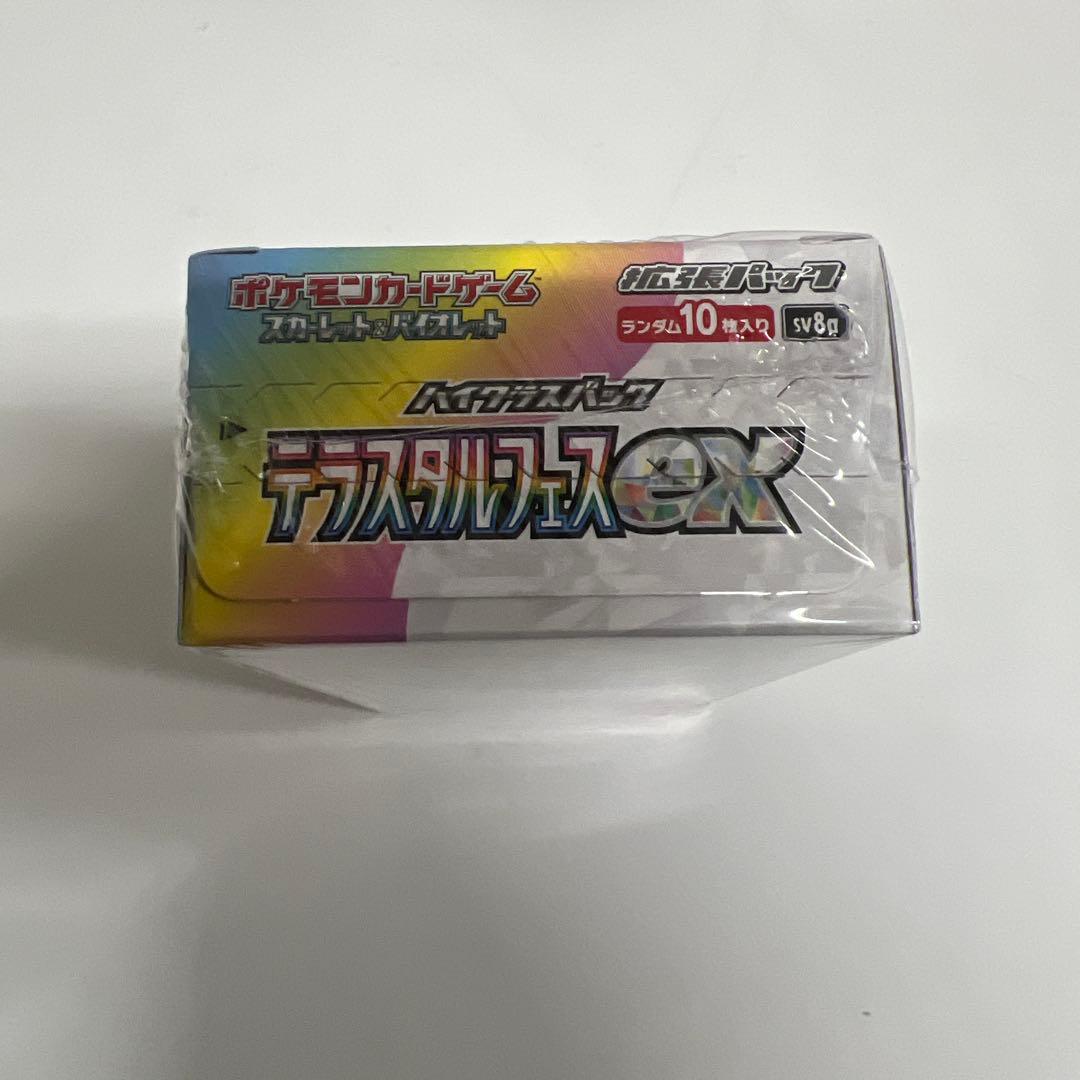 ポケモンカードゲーム™
スカーレット&バイオレット
拡張パック
ランダム10枚入り sv8a
ハイクラスパック
テラスタルフェスex